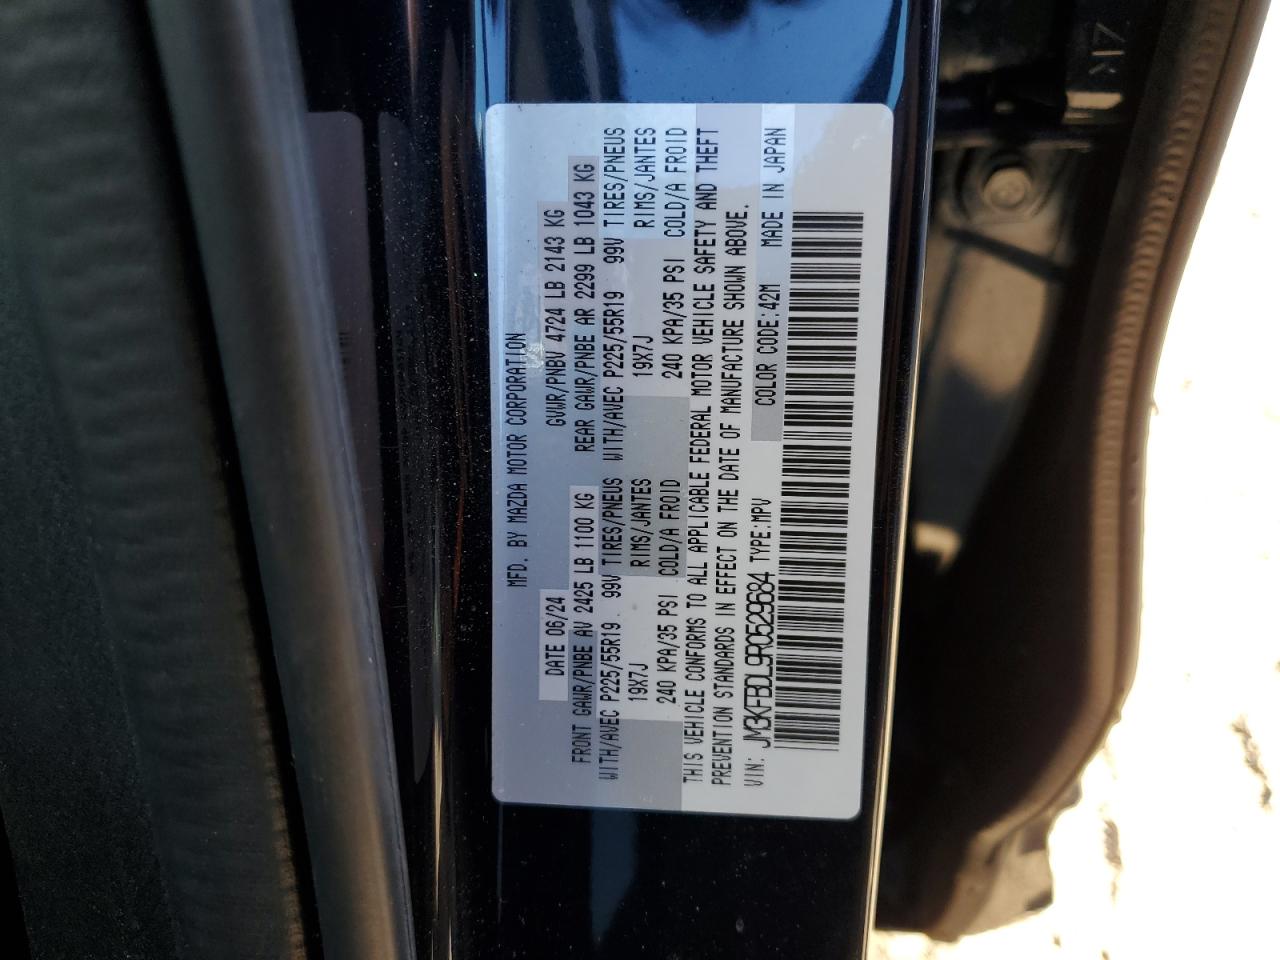 MFD. BY MAZDA MOTOR CORPORATION
DATE 06/24 GVWR/PNBV 4724 LB 2143 KG
FRONT GAWR/PNBE AV 2425 LB 1100 KG REAR GAWR/PNBE AR 2299 LB 1043 KG
WITH/AVEC P225/55R19 99V TIRES/PNEUS WITH/AVEC P225/55R19 99V TIRES/PNEUS
19X7J RIMS/JANTES 19X7J RIMS/JANTES
240 KPA/35 PSI COLD/A FROID 240 KPA/35 PSI COLD/A FROID
THIS VEHICLE CONFORMS TO ALL APPLICABLE FEDERAL MOTOR VEHICLE SAFETY AND THEFT
PREVENTION STANDARDS IN EFFECT ON THE DATE OF MANUFACTURE SHOWN ABOVE.
VIN: JM3KFBDL9R0529684 TYPE:MPV COLOR CODE:42M MADE IN JAPAN